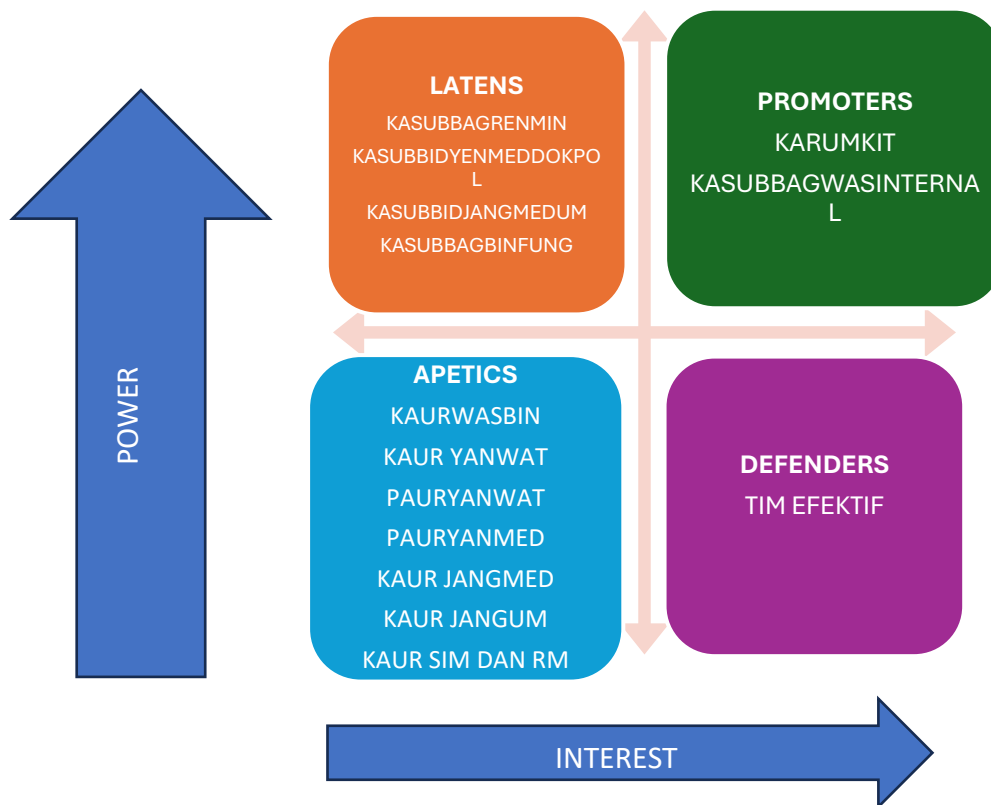 POWER
LATENS
KASUBBAGRENMIN
KASUBBIDYENMEDDOKPO
L
KASUBBIDJANGMEDUM
KASUBBAGBINFUNG
PROMOTERS
KARUMKIT
KASUBBAGWASINTERNA
L
APETICS
KAURWASBIN
KAUR YANWAT
PAURYANWAT
PAURYANMED
KAUR JANGMED
KAUR JANGUM
KAUR SIM DAN RM
DEFENDERS
TIM EFEKTIF
INTEREST